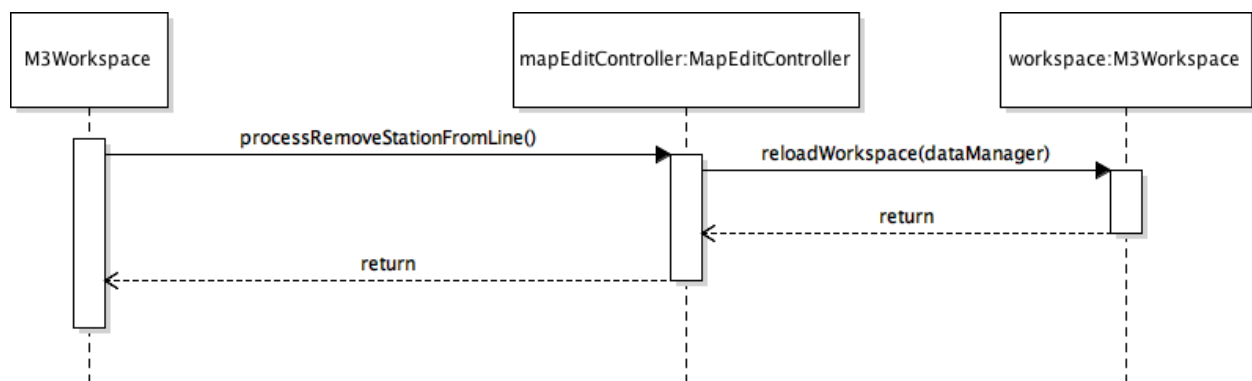 M3Workspace
mapEditController:MapEditController
workspace:M3Workspace
processRemoveStationFromLine()
reloadWorkspace(dataManager)
return
return